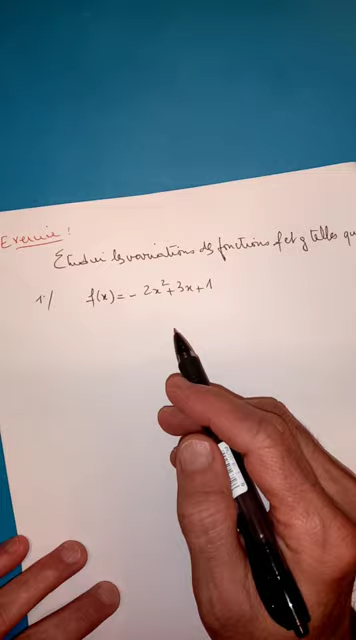 Exercice :
Etudier les variations des fonctions f et g telles que
1/ f(x) = - 2x² + 3x + 1